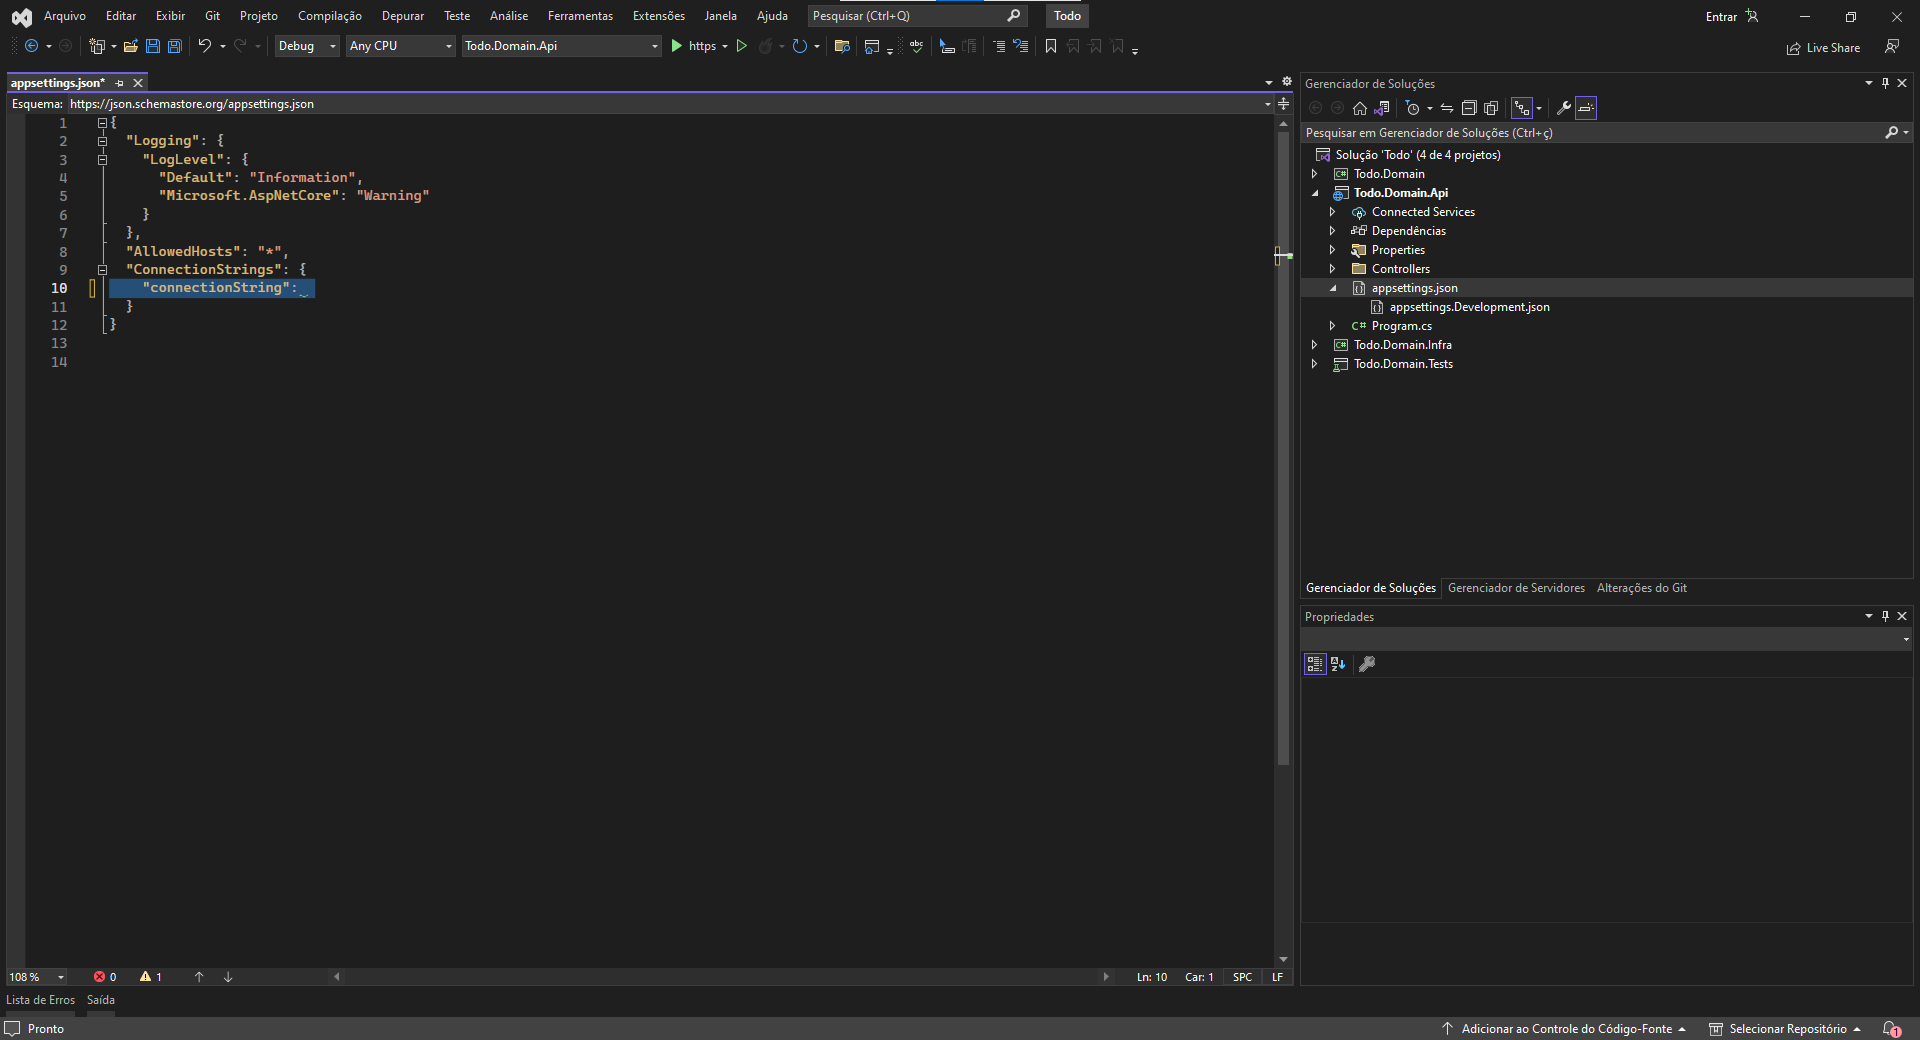 Arquivo Editar Exibir Git Projeto Compilação Depurar Teste Análise Ferramentas Extensões Janela Ajuda Pesquisar (Ctrl+Q) Todo Entrar
Debug Any CPU Todo.Domain.Api https abc Live Share
appsettings.json*
Esquema: https://json.schemastore.org/appsettings.json
1 {
2 "Logging": {
3 "LogLevel": {
4 "Default": "Information",
5 "Microsoft.AspNetCore": "Warning"
6 }
7 },
8 "AllowedHosts": "*",
9 "ConnectionStrings": {
10 "connectionString":
11 }
12 }
13
14
108 % 0 1 Ln: 10 Car: 1 SPC LF
Lista de Erros Saída
Gerenciador de Soluções
Pesquisar em Gerenciador de Soluções (Ctrl+ç)
Solução 'Todo' (4 de 4 projetos)
C# Todo.Domain
Todo.Domain.Api
Connected Services
Dependências
Properties
Controllers
appsettings.json
appsettings.Development.json
C# Program.cs
C# Todo.Domain.Infra
Todo.Domain.Tests
Gerenciador de Soluções Gerenciador de Servidores Alterações do Git
Propriedades
Pronto Adicionar ao Controle do Código-Fonte Selecionar Repositório 1